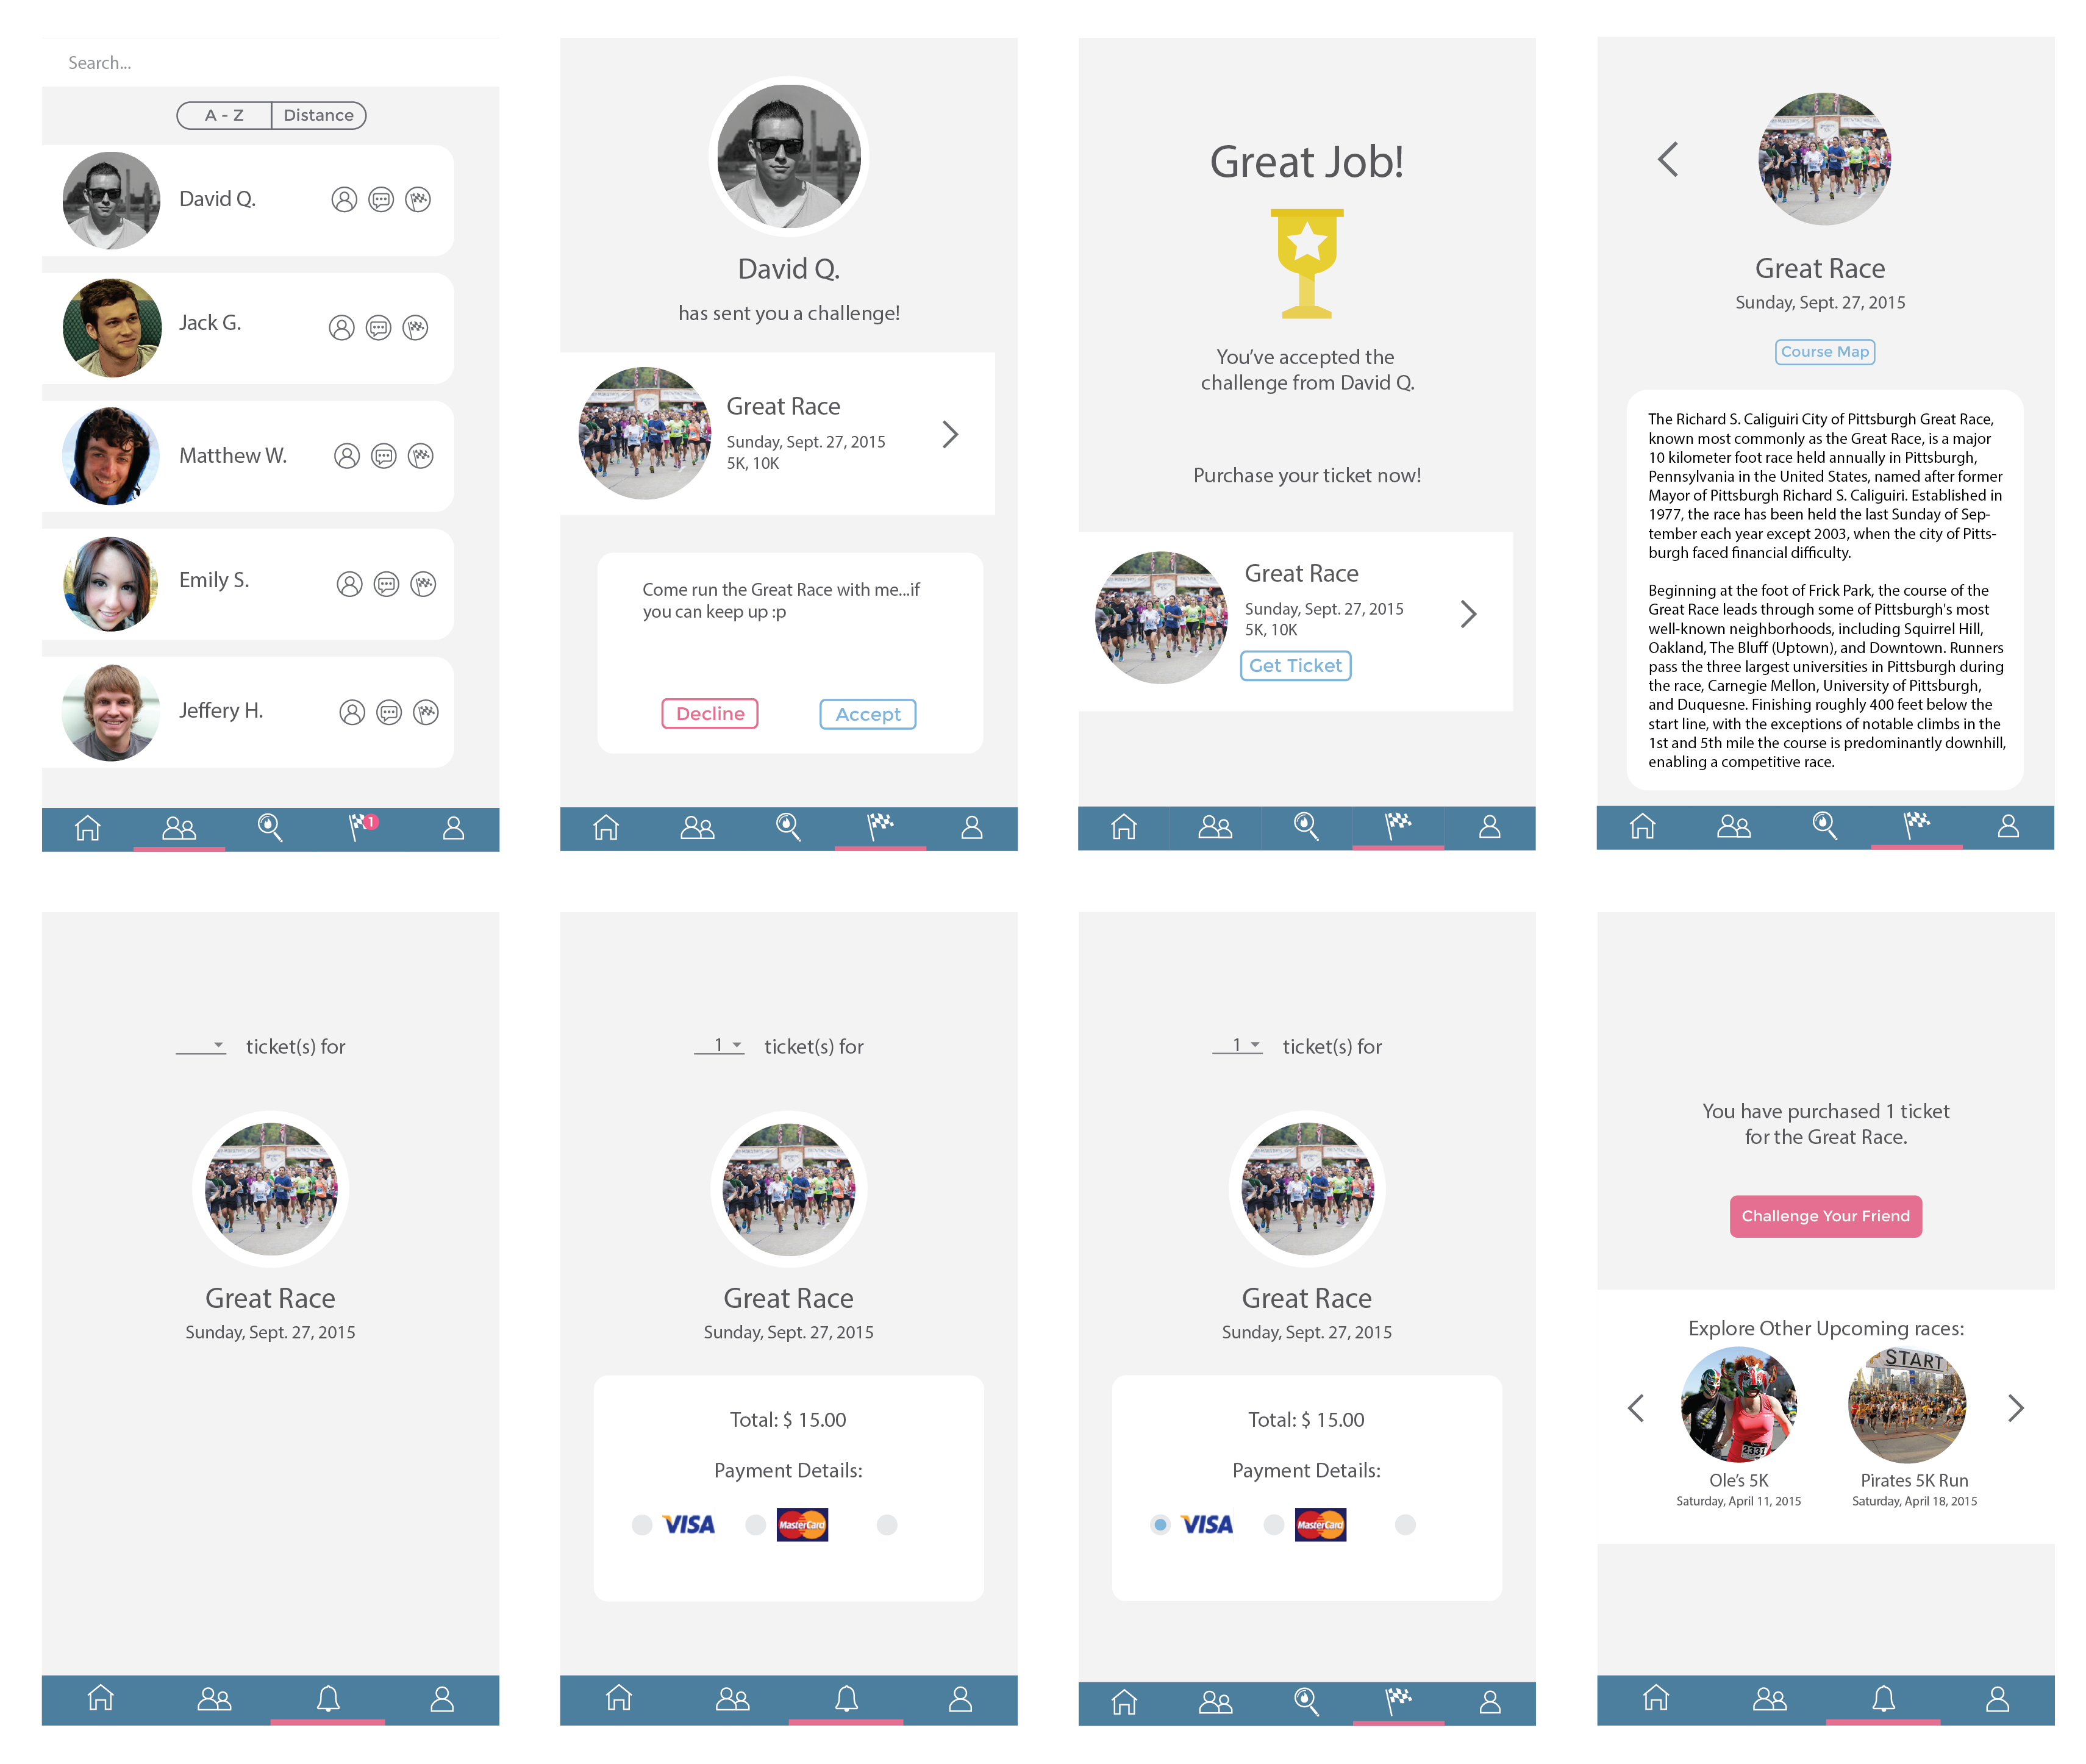 Search...
A - Z
Distance
David Q.
Jack G.
Matthew W.
Emily S.
Jeffery H.
1
David Q.
has sent you a challenge!
Great Race
Sunday, Sept. 27, 2015
5K, 10K
Come run the Great Race with me...if
you can keep up :p
Decline
Accept
Great Job!
You’ve accepted the
challenge from David Q.
Purchase your ticket now!
Great Race
Sunday, Sept. 27, 2015
5K, 10K
Get Ticket
Great Race
Sunday, Sept. 27, 2015
Course Map
The Richard S. Caliguiri City of Pittsburgh Great Race,
known most commonly as the Great Race, is a major
10 kilometer foot race held annually in Pittsburgh,
Pennsylvania in the United States, named after former
Mayor of Pittsburgh Richard S. Caliguiri. Established in
1977, the race has been held the last Sunday of Sep-
tember each year except 2003, when the city of Pitts-
burgh faced financial difficulty.
Beginning at the foot of Frick Park, the course of the
Great Race leads through some of Pittsburgh's most
well-known neighborhoods, including Squirrel Hill,
Oakland, The Bluff (Uptown), and Downtown. Runners
pass the three largest universities in Pittsburgh during
the race, Carnegie Mellon, University of Pittsburgh,
and Duquesne. Finishing roughly 400 feet below the
start line, with the exceptions of notable climbs in the
1st and 5th mile the course is predominantly downhill,
enabling a competitive race.
ticket(s) for
Great Race
Sunday, Sept. 27, 2015
1
ticket(s) for
Great Race
Sunday, Sept. 27, 2015
Total: $ 15.00
Payment Details:
VISA
MasterCard
1
ticket(s) for
Great Race
Sunday, Sept. 27, 2015
Total: $ 15.00
Payment Details:
VISA
MasterCard
You have purchased 1 ticket
for the Great Race.
Challenge Your Friend
Explore Other Upcoming races:
START
2331
Ole’s 5K
Saturday, April 11, 2015
Pirates 5K Run
Saturday, April 18, 2015